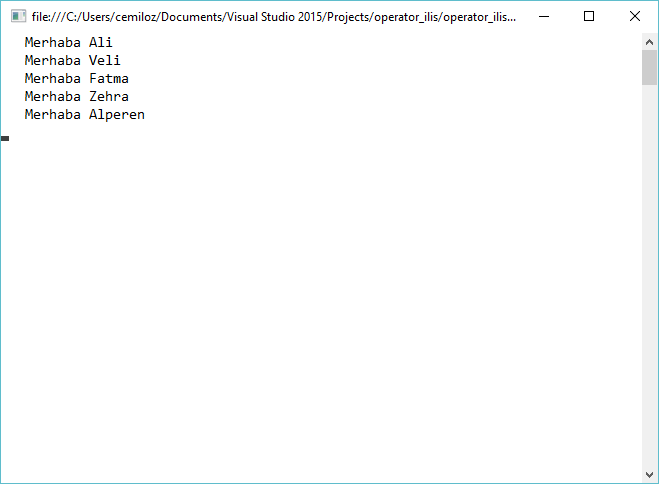 file:///C:/Users/cemiloz/Documents/Visual Studio 2015/Projects/operator_ilis/operator_ilis...
Merhaba Ali
Merhaba Veli
Merhaba Fatma
Merhaba Zehra
Merhaba Alperen